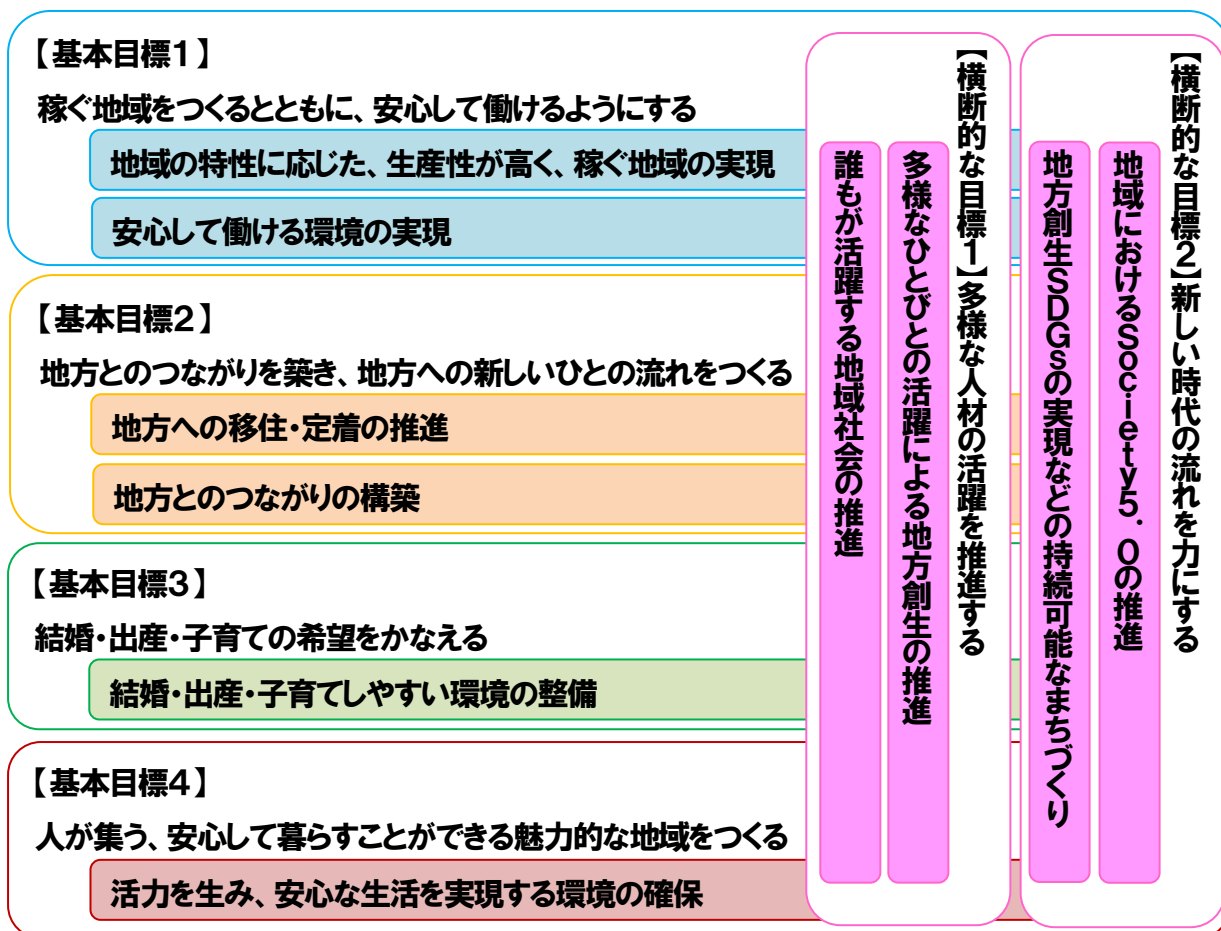 【基本目標1】
稼ぐ地域をつくるとともに、安心して働けるようにする
地域の特性に応じた、生産性が高く、稼ぐ地域の実現
安心して働ける環境の実現
【基本目標2】
地方とのつながりを築き、地方への新しいひとの流れをつくる
地方への移住・定着の推進
地方とのつながりの構築
【基本目標3】
結婚・出産・子育ての希望をかなえる
結婚・出産・子育てしやすい環境の整備
【基本目標4】
人が集う、安心して暮らすことができる魅力的な地域をつくる
活力を生み、安心な生活を実現する環境の確保
【横断的な目標1】多様な人材の活躍を推進する
多様なひとびとの活躍による地方創生の推進
誰もが活躍する地域社会の推進
【横断的な目標2】新しい時代の流れを力にする
地域におけるSociety5.0の推進
地方創生SDGsの実現などの持続可能なまちづくり